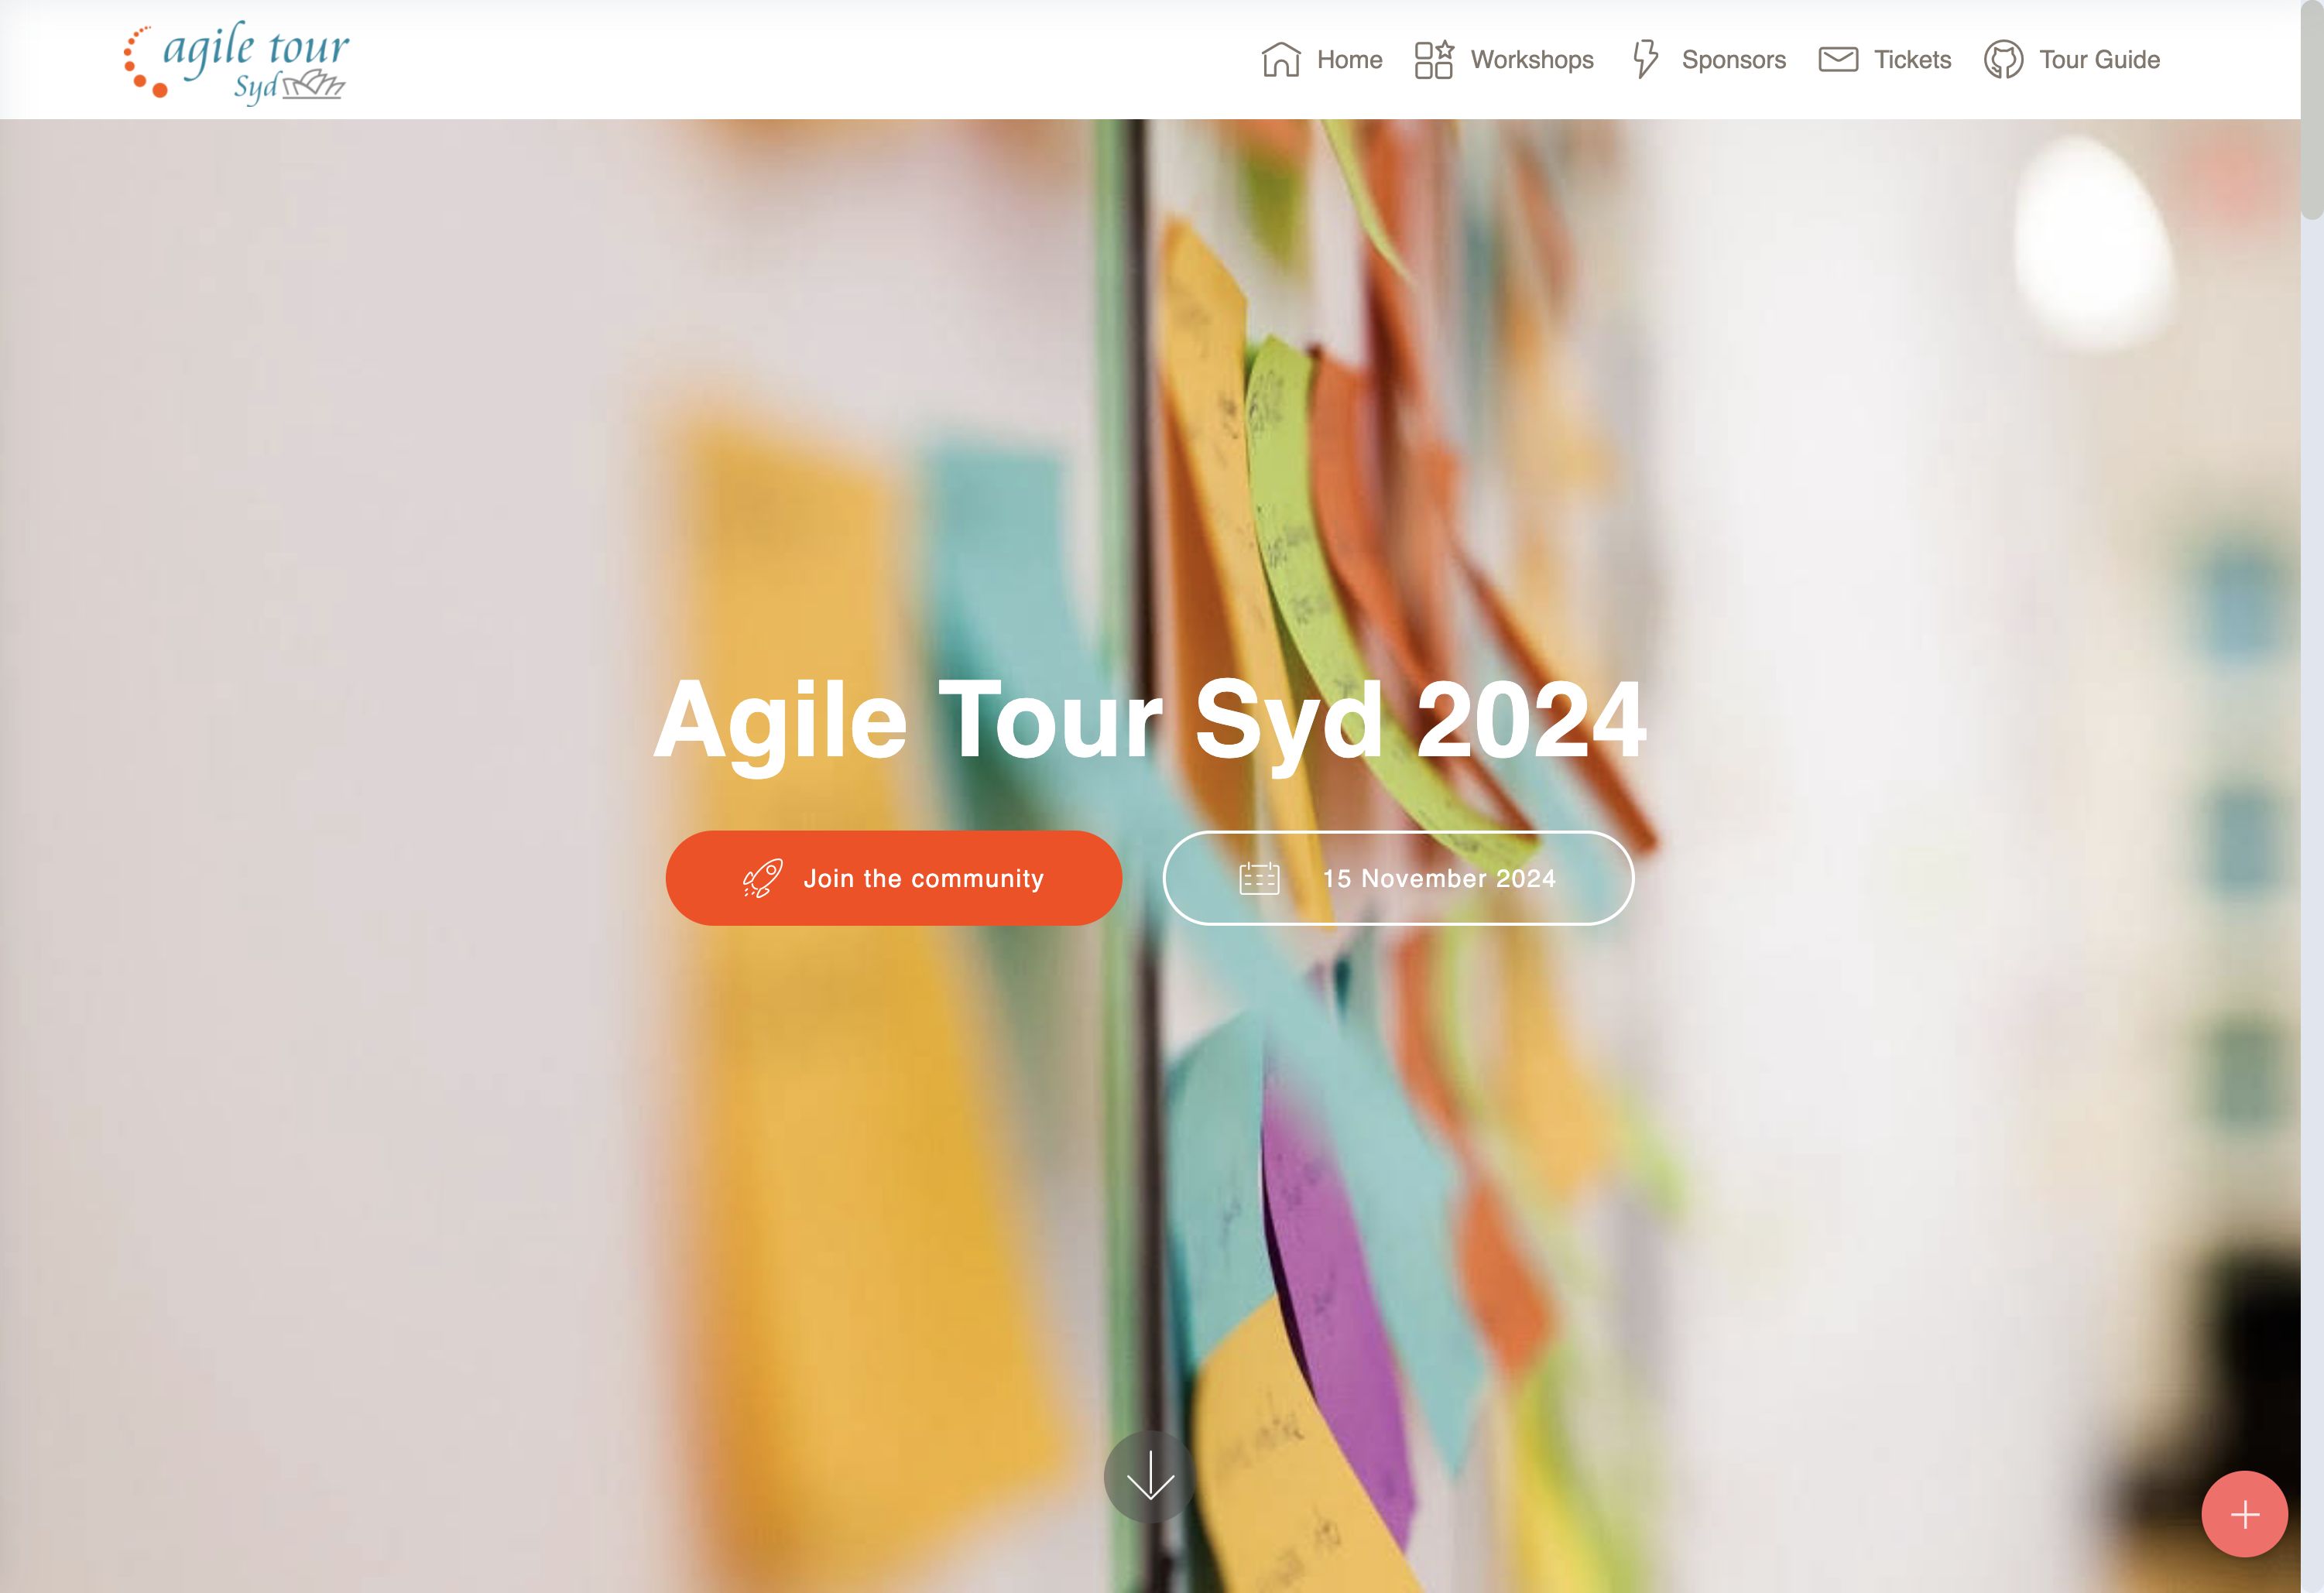 agile tour
Syd
Home
Workshops
Sponsors
Tickets
Tour Guide
Agile Tour Syd 2024
Join the community
15 November 2024